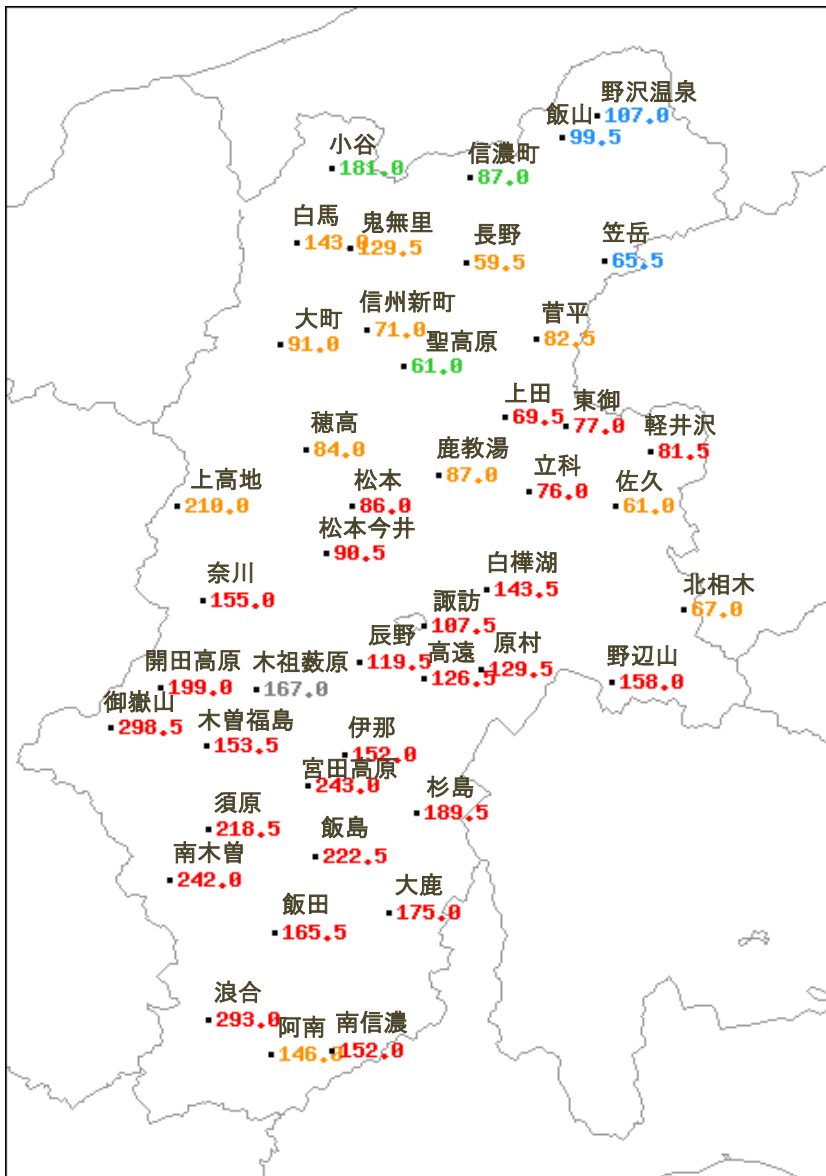 野沢温泉
107.0
飯山
99.5
小谷
181.0
信濃町
87.0
白馬
143.0
鬼無里
129.5
長野
59.5
笠岳
65.5
信州新町
71.0
大町
91.0
菅平
82.5
聖高原
61.0
上田
69.5
東御
77.0
軽井沢
81.5
穂高
84.0
鹿教湯
87.0
立科
76.0
佐久
61.0
上高地
210.0
松本
86.0
松本今井
90.5
奈川
155.0
白樺湖
143.5
北相木
67.0
諏訪
107.5
辰野
119.5
高遠
126.5
原村
129.5
野辺山
158.0
開田高原
199.0
木祖薮原
167.0
御嶽山
298.5
木曽福島
153.5
伊那
152.0
宮田高原
243.0
杉島
189.5
須原
218.5
飯島
222.5
南木曽
242.0
大鹿
175.0
飯田
165.5
浪合
293.0
阿南
146.0
南信濃
152.0